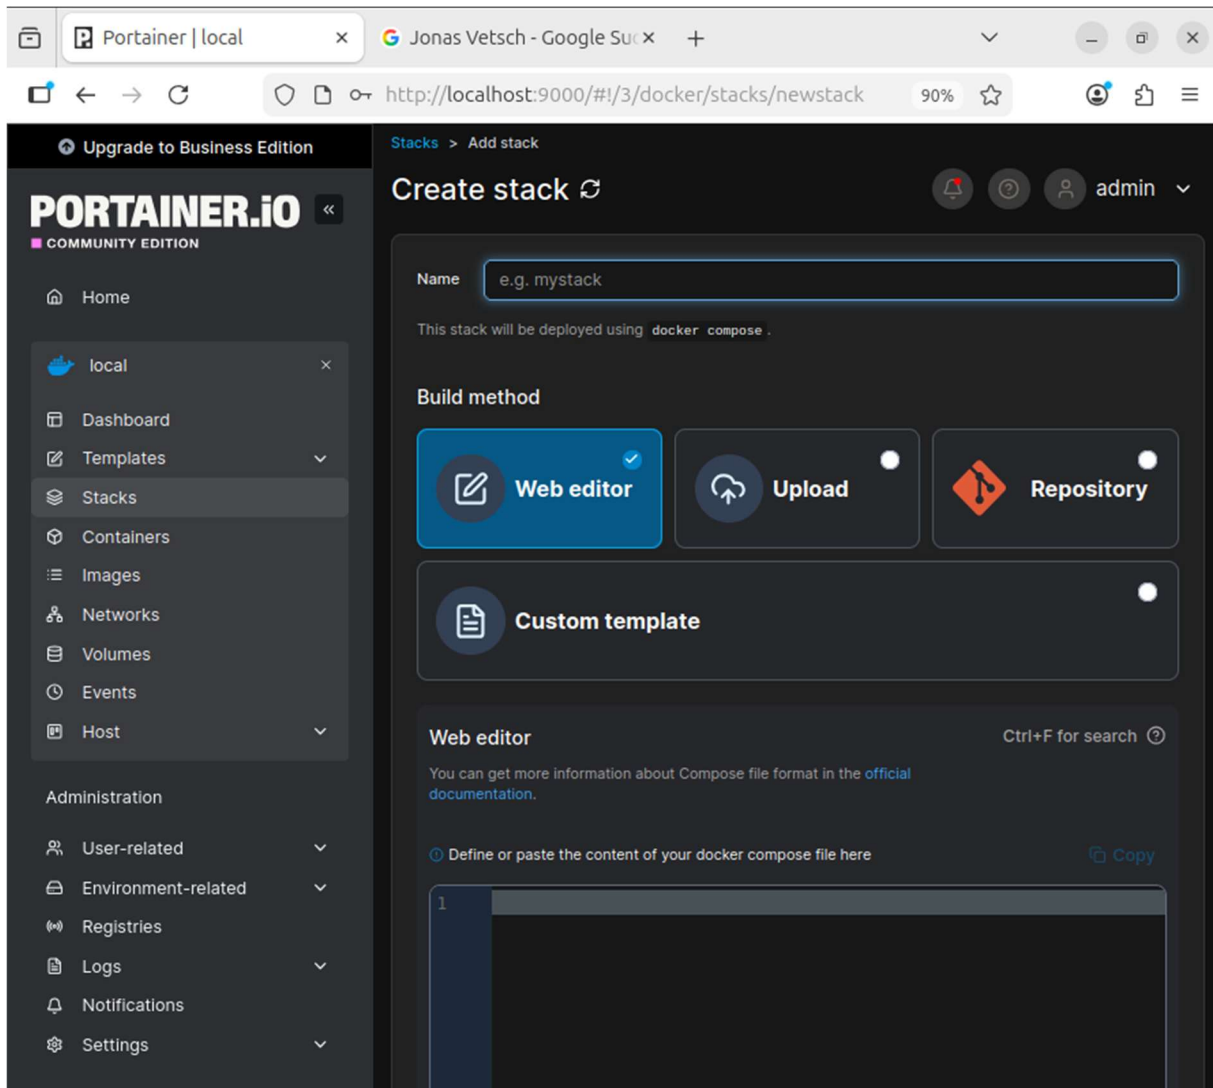 Portainer | local
Jonas Vetsch - Google Suc
http://localhost:9000/#!/3/docker/stacks/newstack
90%
Upgrade to Business Edition
PORTAINER.iO
COMMUNITY EDITION
Home
local
Dashboard
Templates
Stacks
Containers
Images
Networks
Volumes
Events
Host
Administration
User-related
Environment-related
Registries
Logs
Notifications
Settings
Stacks > Add stack
Create stack
admin
Name
e.g. mystack
This stack will be deployed using docker compose .
Build method
Web editor
Upload
Repository
Custom template
Web editor
Ctrl+F for search
You can get more information about Compose file format in the official
documentation.
Define or paste the content of your docker compose file here
Copy
1